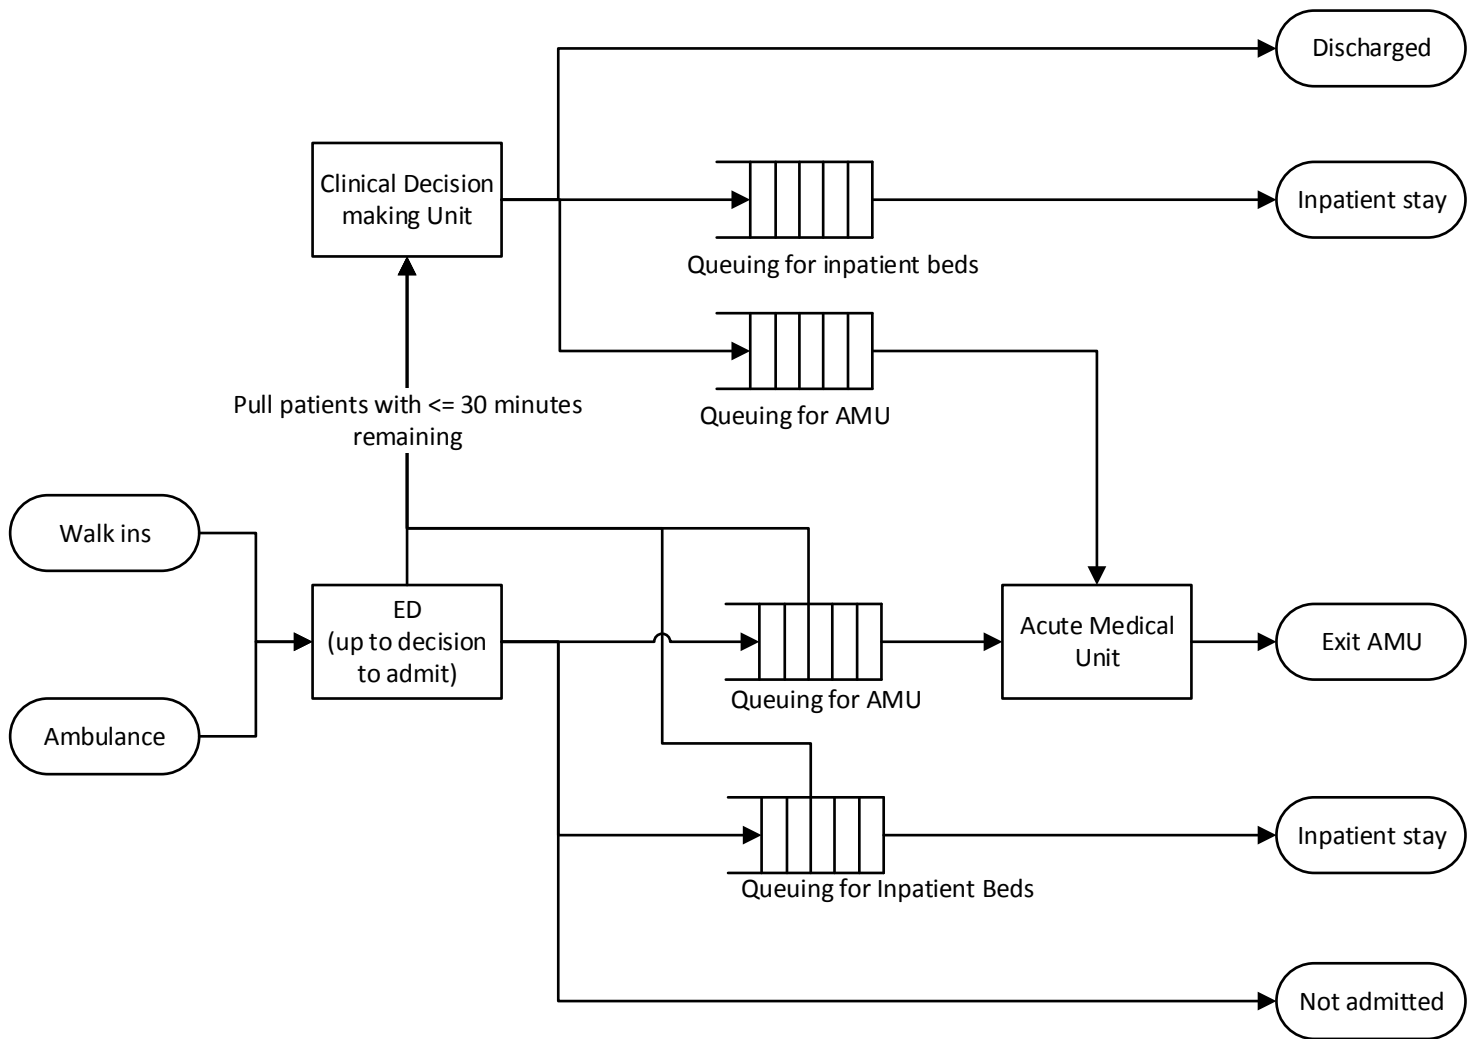 Discharged
Clinical Decision
making Unit
Inpatient stay
Queuing for inpatient beds
Queuing for AMU
Pull patients with <= 30 minutes
remaining
Walk ins
ED
(up to decision
to admit)
Acute Medical
Unit
Exit AMU
Queuing for AMU
Ambulance
Inpatient stay
Queuing for Inpatient Beds
Not admitted